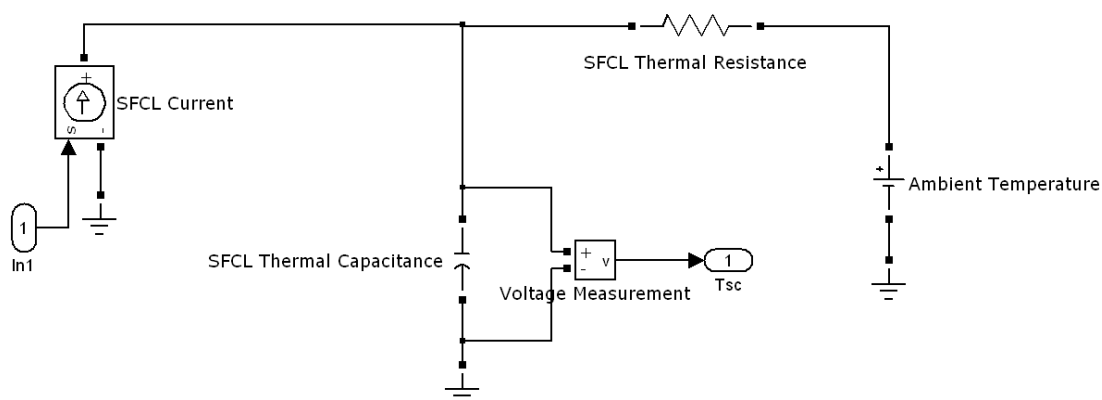 SFCL Thermal Resistance
+
SFCL Current
s -
+
Ambient Temperature
1
In1
SFCL Thermal Capacitance
+
-
v
1
Voltage Measurement
Tsc